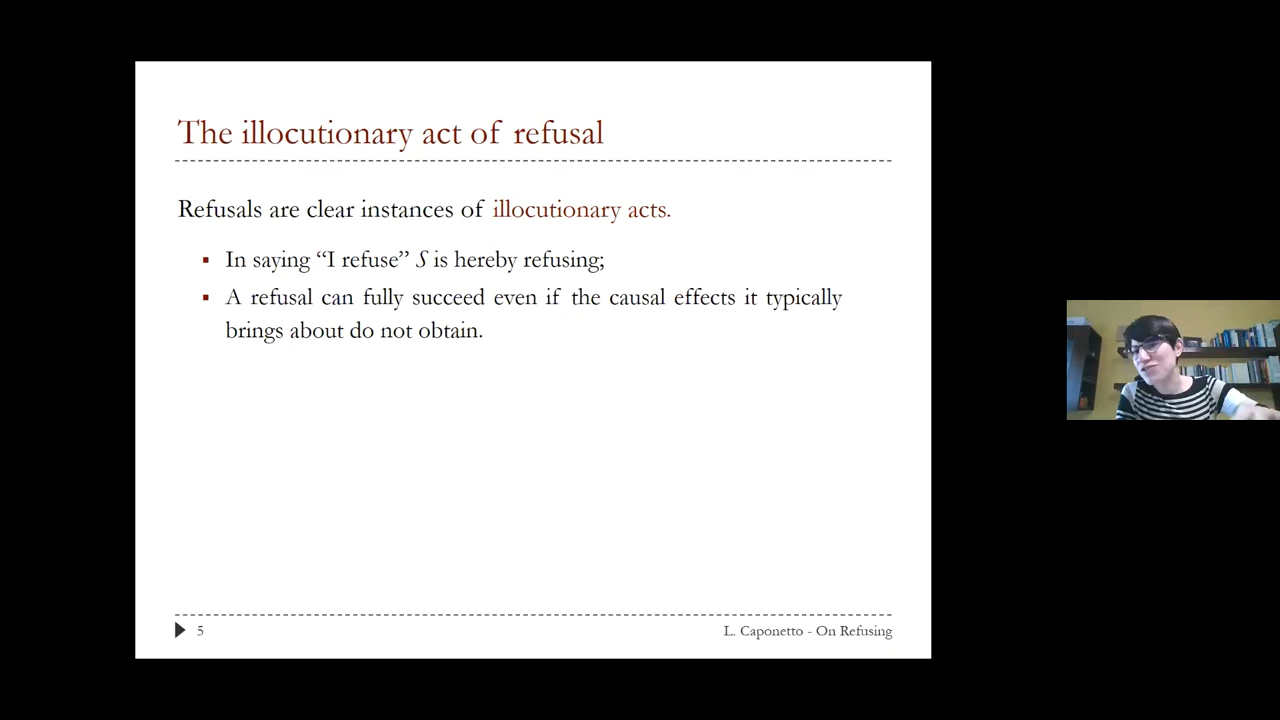 The illocutionary act of refusal
Refusals are clear instances of illocutionary acts.
▪ In saying “I refuse” S is hereby refusing;
▪ A refusal can fully succeed even if the causal effects it typically
brings about do not obtain.
5
L. Caponetto - On Refusing